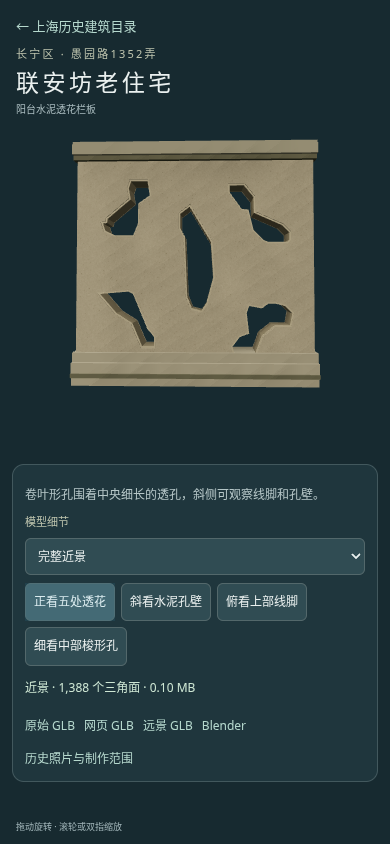 ← 上海历史建筑目录
长宁区 · 愚园路1352弄
联安坊老住宅
阳台水泥透花栏板
卷叶形孔围着中央细长的透孔，斜侧可观察线脚和孔壁。
模型细节
完整近景
正看五处透花 斜看水泥孔壁 俯看上部线脚
细看中部梭形孔
近景 · 1,388 个三角面 · 0.10 MB
原始 GLB 网页 GLB 远景 GLB Blender
历史照片与制作范围
拖动旋转 · 滚轮或双指缩放